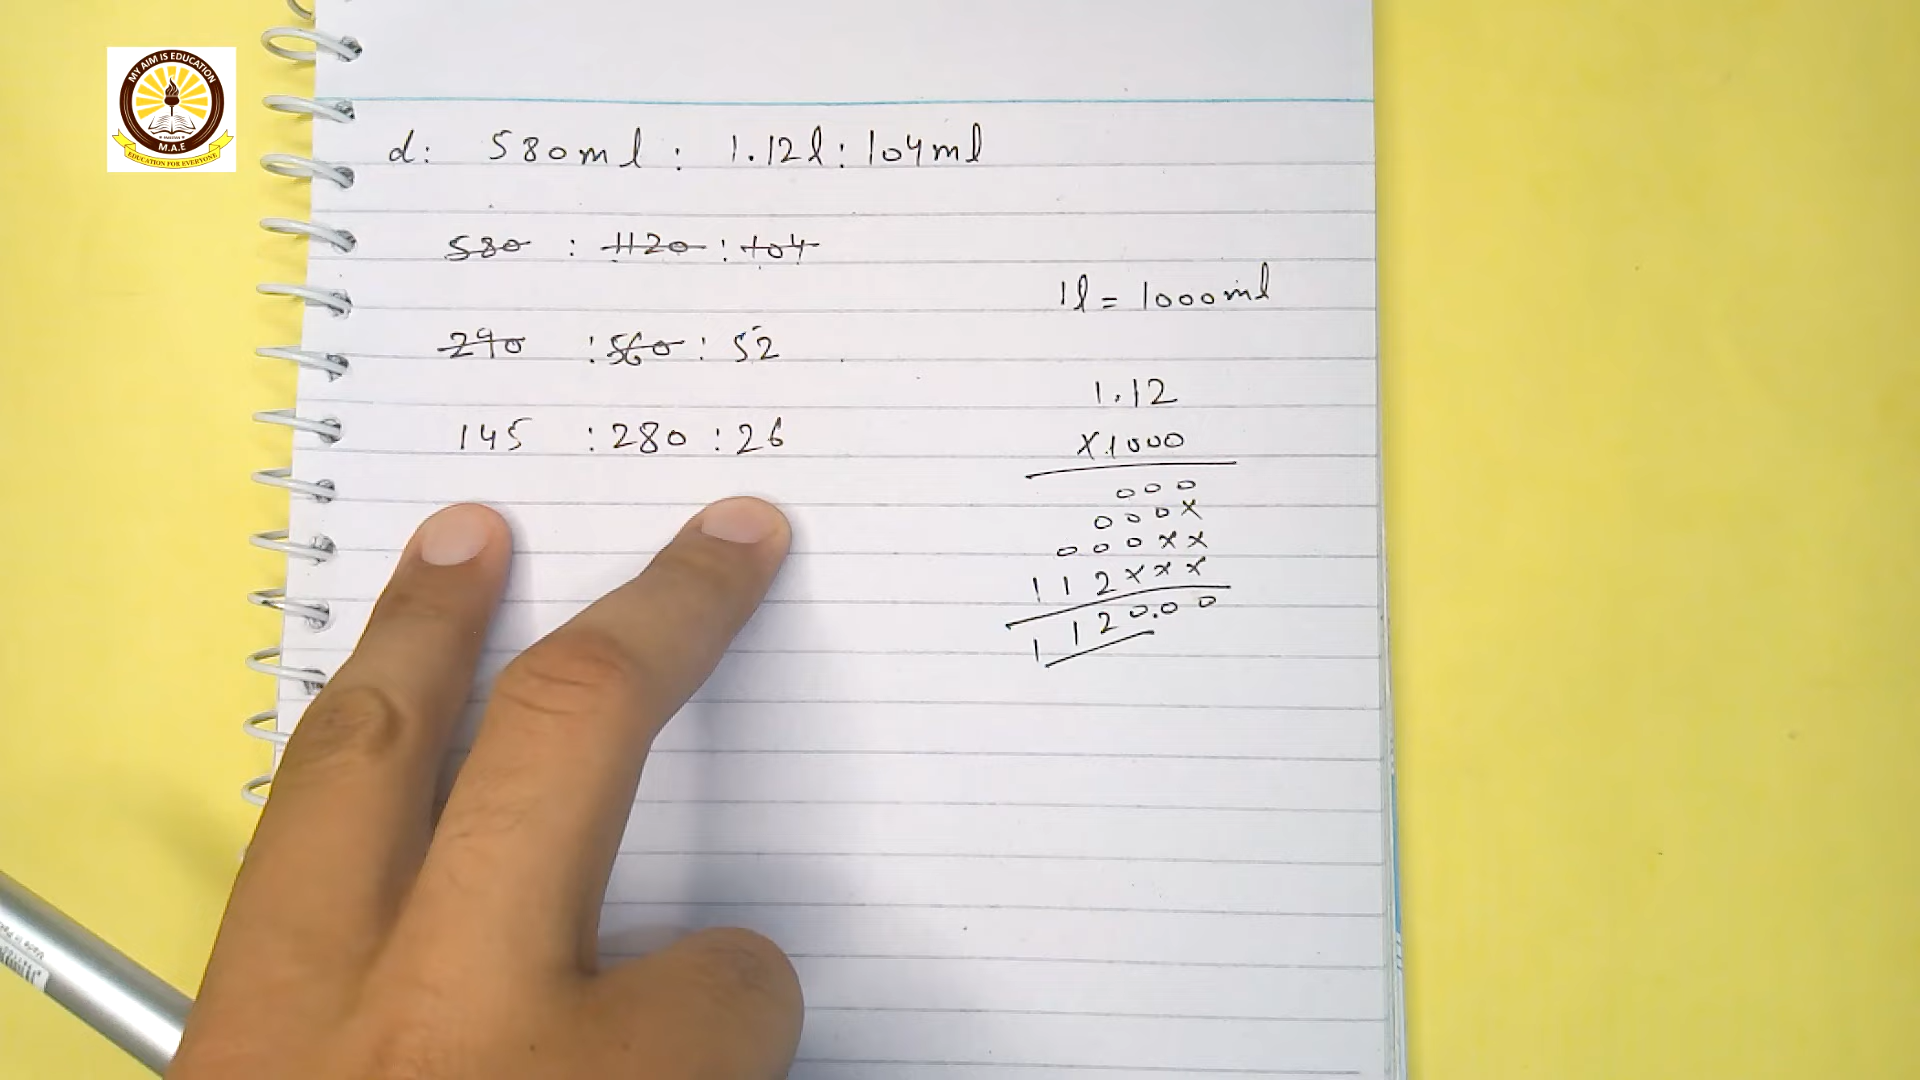 MY AIM IS EDUCATION
M.A.E
EDUCATION FOR EVERYONE
d: 580ml : 1.12l : 104ml
580 : 1120 : 104
290 : 560 : 52
145 : 280 : 26
1l = 1000ml
1.12
x 1000
000
000x
000xx
112xxx
1120.00